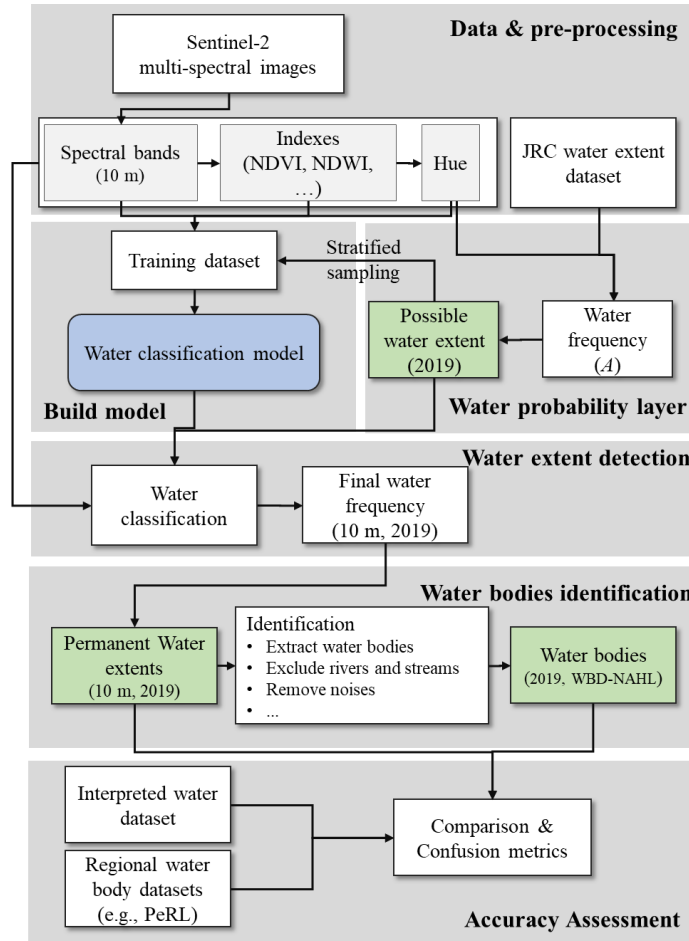 Data & pre-processing
Sentinel-2
multi-spectral images
Spectral bands
(10 m)
Indexes
(NDVI, NDWI,
…)
Hue
JRC water extent
dataset
Training dataset
Stratified
sampling
Water classification model
Build model
Possible
water extent
(2019)
Water
frequency
(A)
Water probability layer
Water extent detection
Water
classification
Final water
frequency
(10 m, 2019)
Water bodies identification
Permanent Water
extents
(10 m, 2019)
Identification
• Extract water bodies
• Exclude rivers and streams
• Remove noises
• ...
Water bodies
(2019, WBD-NAHL)
Interpreted water
dataset
Regional water
body datasets
(e.g., PeRL)
Comparison &
Confusion metrics
Accuracy Assessment